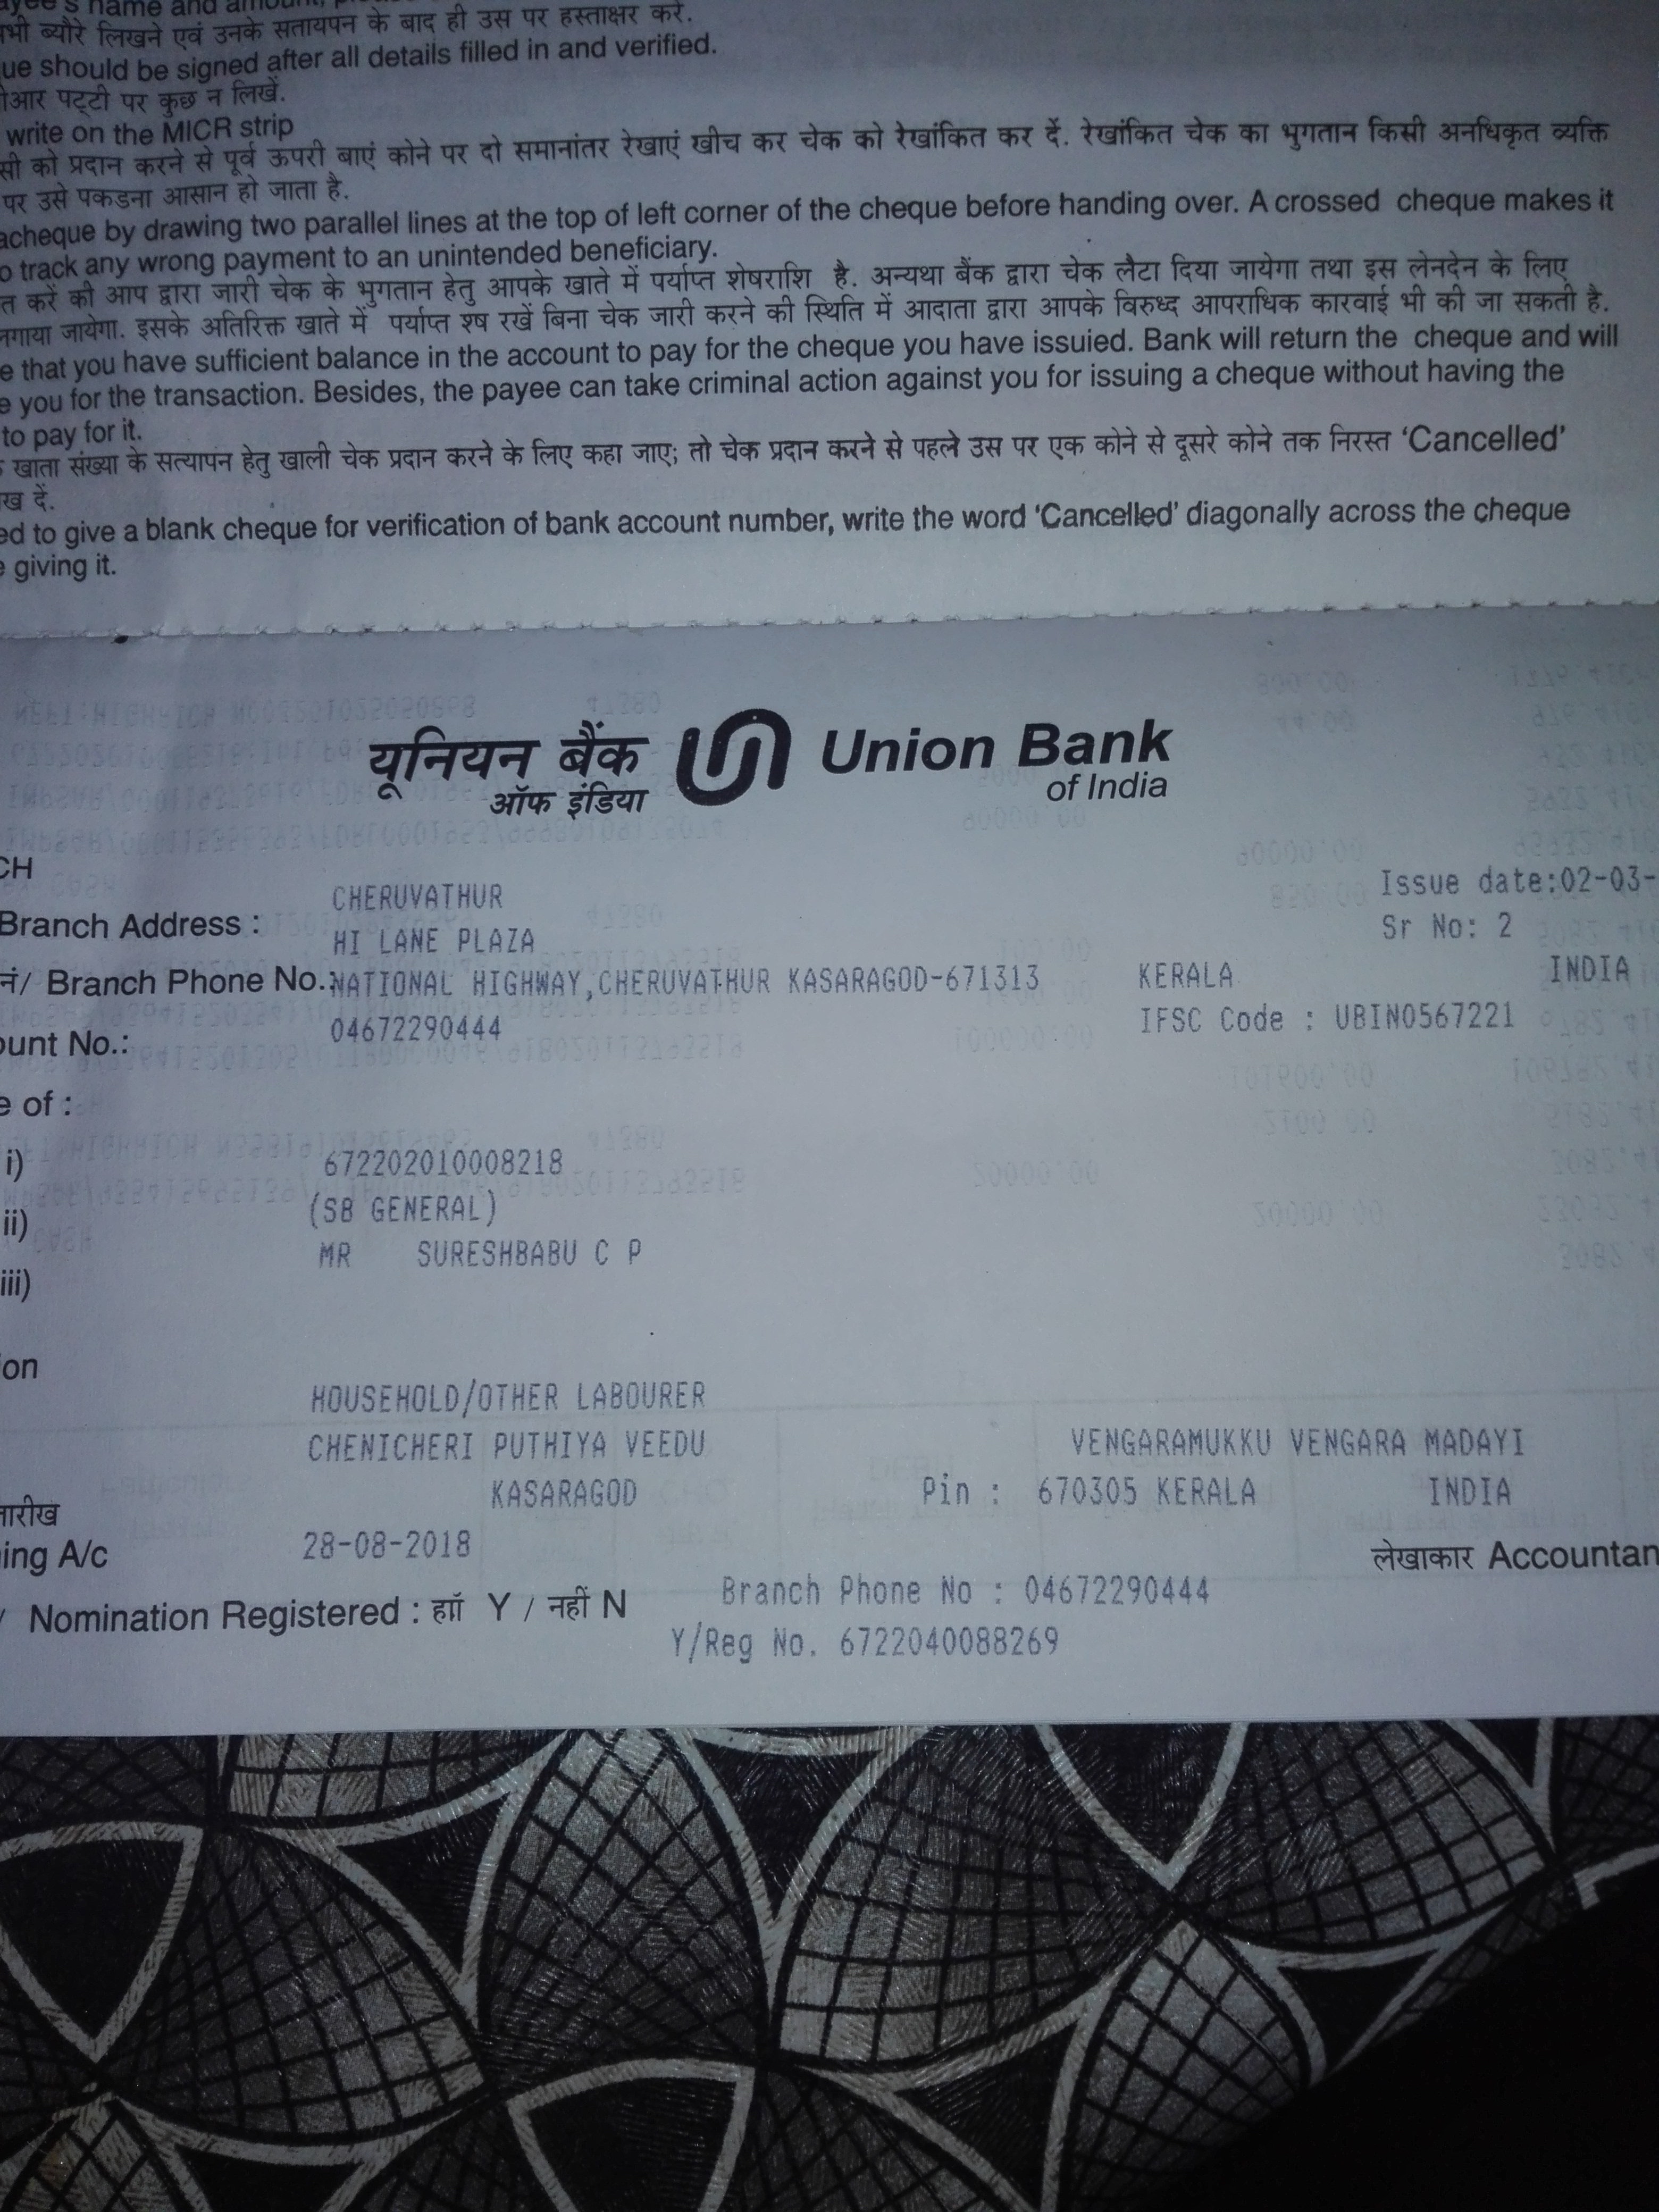 yee's name and amount,
भी ब्यौरे लिखने एवं उनके सतायपन के बाद ही उस पर हस्ताक्षर करें.
ue should be signed after all details filled in and verified.
ीआर पट्टी पर कुछ न लिखें.
write on the MICR strip
सी को प्रदान करने से पूर्व ऊपरी बाएं कोने पर दो समानांतर रेखाएं खीच कर चेक को रेखांकित कर दें. रेखांकित चेक का भुगतान किसी अनधिकृत व्यक्ति
पर उसे पकडना आसान हो जाता है.
acheque by drawing two parallel lines at the top of left corner of the cheque before handing over. A crossed cheque makes it
o track any wrong payment to an unintended beneficiary.
त करें की आप द्वारा जारी चेक के भुगतान हेतु आपके खाते में पर्याप्त शेषराशि है. अन्यथा बैंक द्वारा चेक लैटा दिया जायेगा तथा इस लेनदेन के लिए
लगाया जायेगा. इसके अतिरिक्त खाते में पर्याप्त श्ष रखें बिना चेक जारी करने की स्थिति में आदाता द्वारा आपके विरुध्द आपराधिक कारवाई भी की जा सकती है.
e that you have sufficient balance in the account to pay for the cheque you have issuied. Bank will return the cheque and will
e you for the transaction. Besides, the payee can take criminal action against you for issuing a cheque without having the
to pay for it.
खाता संख्या के सत्यापन हेतु खाली चेक प्रदान करने के लिए कहा जाए; तो चेक प्रदान करने से पहले उस पर एक कोने से दूसरे कोने तक निरस्त 'Cancelled'
ख दें.
ed to give a blank cheque for verification of bank account number, write the word 'Cancelled' diagonally across the cheque
e giving it.
यूनियन बैंक Union Bank
ऑफ इंडिया of India
CH
CHERUVATHUR Issue date:02-03-
Branch Address : HI LANE PLAZA Sr No: 2
नं/ Branch Phone No.: NATIONAL HIGHWAY,CHERUVATHUR KASARAGOD-671313 KERALA INDIA
04672290444 IFSC Code : UBIN0567221
ount No.:
e of :
i) 672202010008218
ii) (SB GENERAL)
MR SURESHBABU C P
iii)
on
HOUSEHOLD/OTHER LABOURER
CHENICHERI PUTHIYA VEEDU VENGARAMUKKU VENGARA MADAYI
KASARAGOD Pin : 670305 KERALA INDIA
तारीख
ing A/c 28-08-2018 लेखाकार Accountan
/ Nomination Registered : हाँ Y / नहीं N Branch Phone No : 04672290444
Y/Reg No. 6722040088269